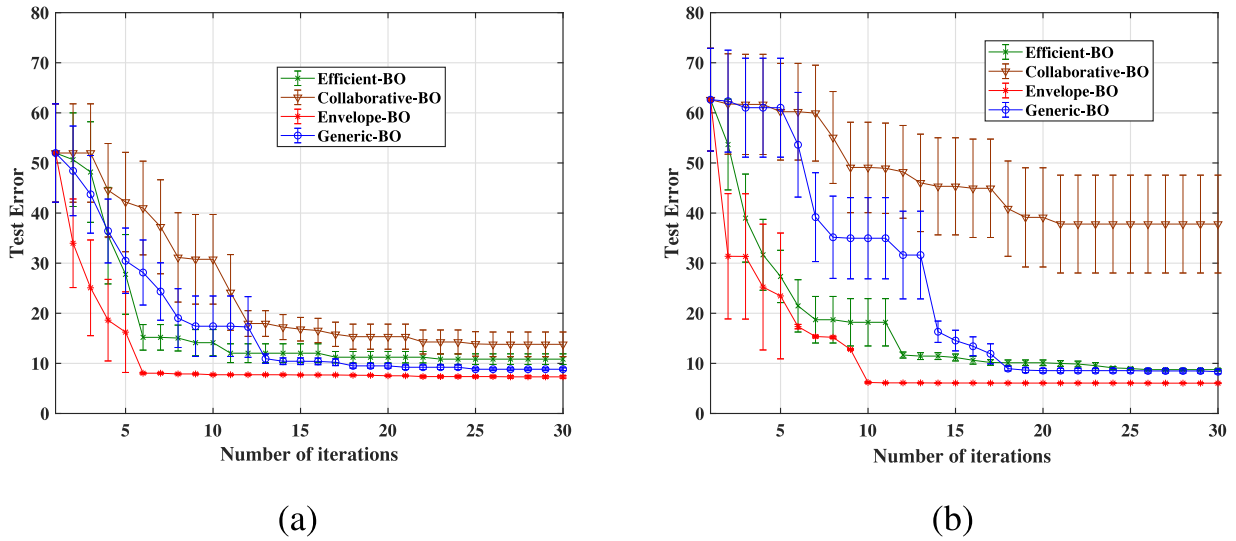 80
70
60
50
40
30
20
10
0
Test Error
Efficient-BO
Collaborative-BO
Envelope-BO
Generic-BO
5 10 15 20 25 30
Number of iterations
(a)
80
70
60
50
40
30
20
10
0
Test Error
Efficient-BO
Collaborative-BO
Envelope-BO
Generic-BO
5 10 15 20 25 30
Number of iterations
(b)